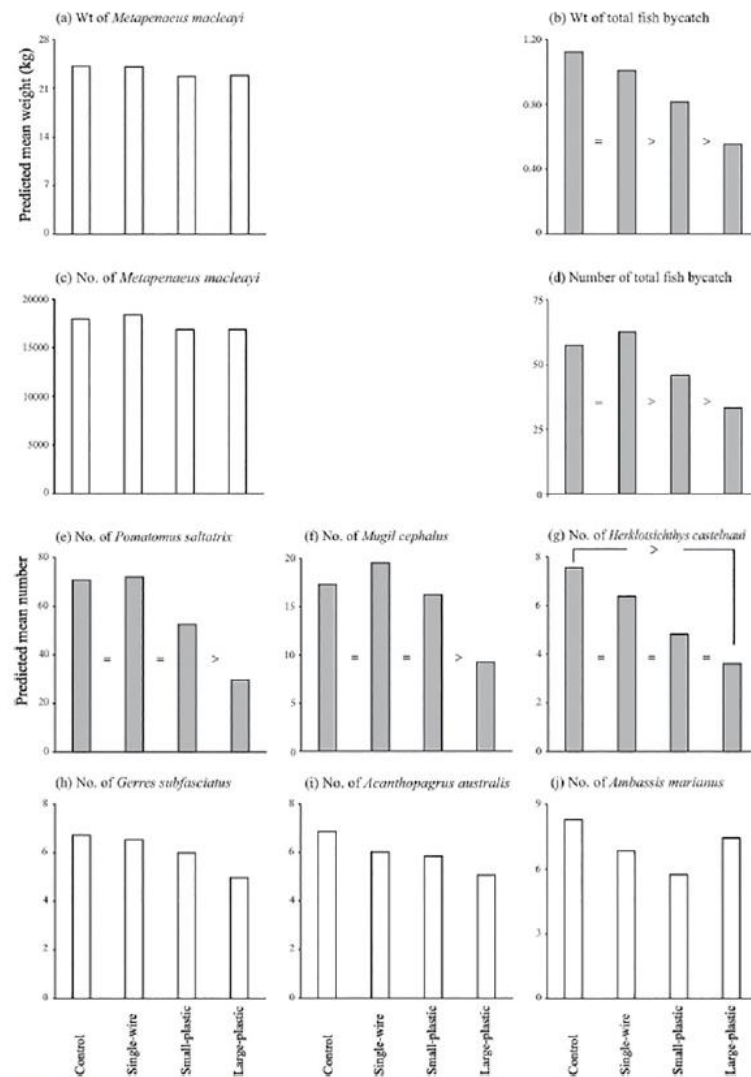 (a) Wt of Metapenaeus macleayi
(b) Wt of total fish bycatch
Predicted mean weight (kg)
28
21
14
7
0
1.20
0.80
0.40
0
= > >
(c) No. of Metapenaeus macleayi
(d) Number of total fish bycatch
20000
15000
10000
5000
0
75
50
25
0
= > >
(e) No. of Pomatomus saltatrix
(f) No. of Mugil cephalus
(g) No. of Herklotsichthys castelnaui
Predicted mean number
80
60
40
20
0
= = >
20
15
10
5
0
= = >
8
6
4
2
0
>
= = =
(h) No. of Gerres subfasciatus
(i) No. of Acanthopagrus australis
(j) No. of Ambassis marianus
8
6
4
2
0
8
6
4
2
0
9
6
3
0
Control
Single-wire
Small-plastic
Large-plastic
Control
Single-wire
Small-plastic
Large-plastic
Control
Single-wire
Small-plastic
Large-plastic